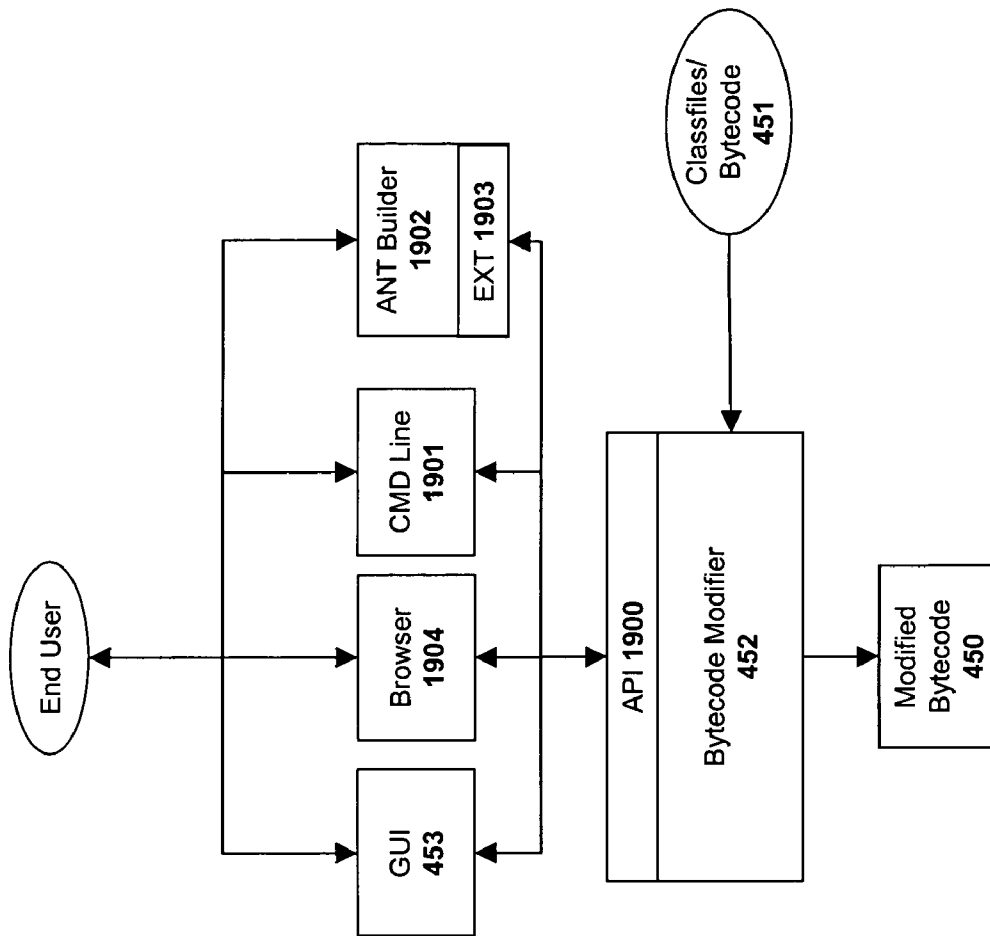 End User
GUI
453
Browser
1904
CMD Line
1901
ANT Builder
1902
EXT 1903
API 1900
Bytecode Modifier
452
Classfiles/
Bytecode
451
Modified
Bytecode
450